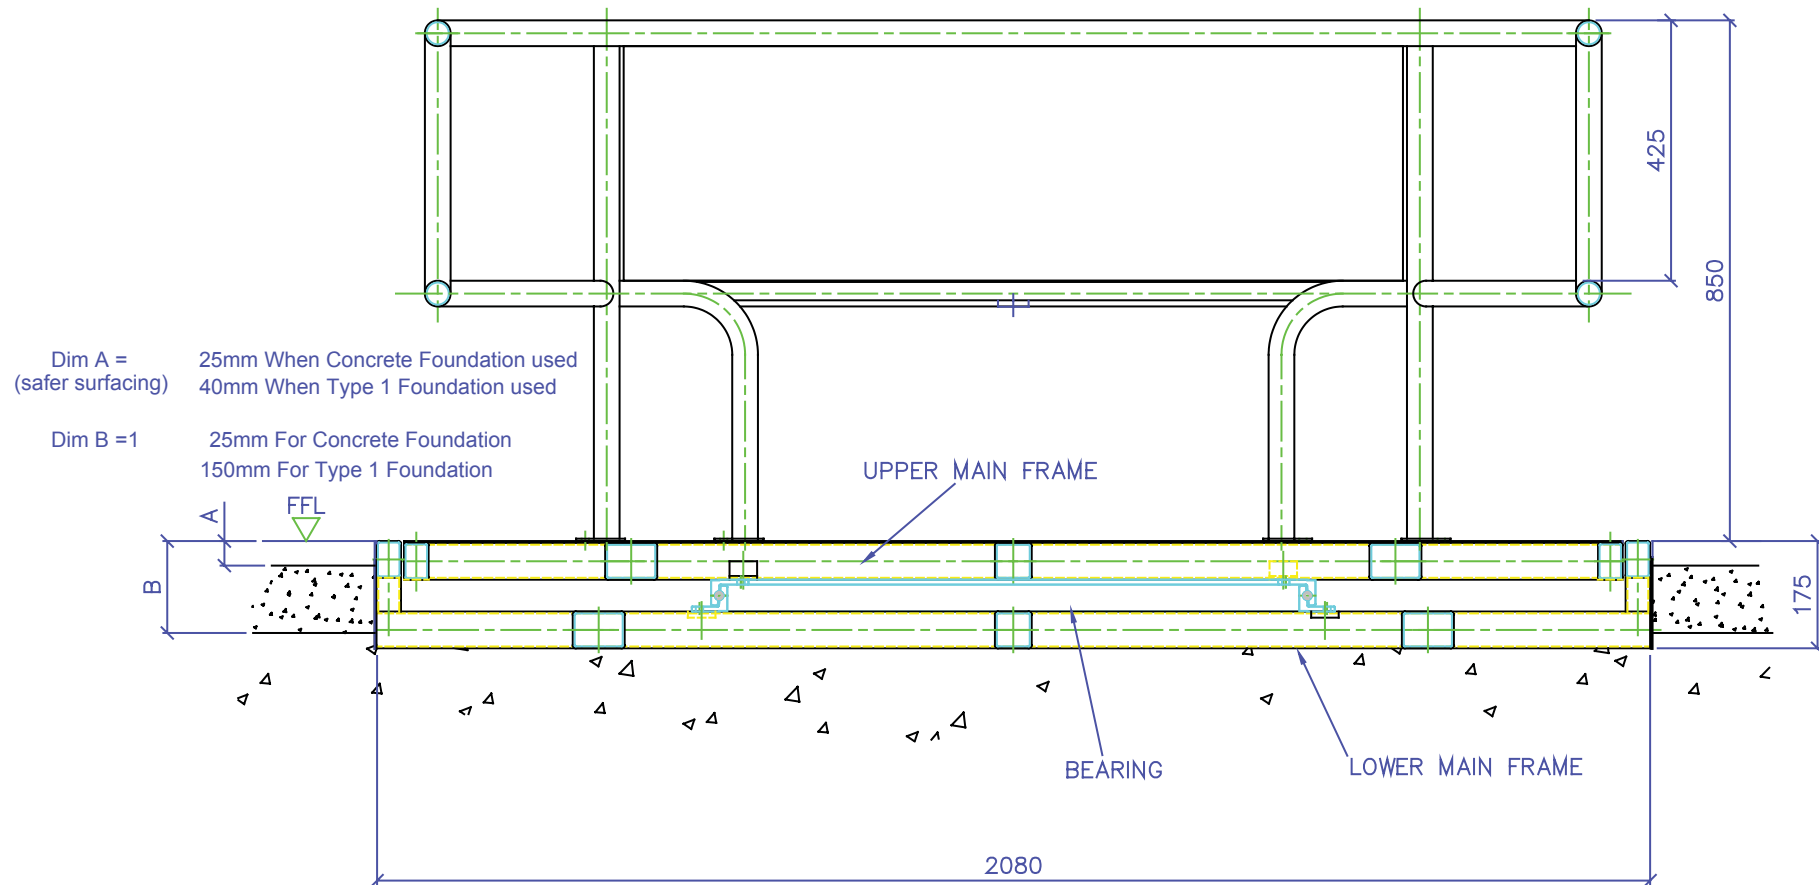 425
850
Dim A = 25mm When Concrete Foundation used
(safer surfacing) 40mm When Type 1 Foundation used
Dim B =1 25mm For Concrete Foundation
150mm For Type 1 Foundation
UPPER MAIN FRAME
FFL
A
B
175
BEARING
LOWER MAIN FRAME
2080